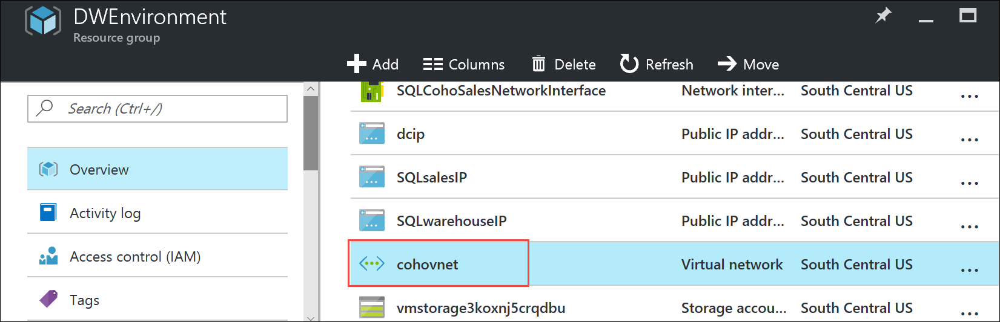 DWEnvironment
Resource group
Add Columns Delete Refresh Move
Search (Ctrl+/)
Overview
Activity log
Access control (IAM)
Tags
SQLCohoSalesNetworkInterface Network inter... South Central US ...
dcip Public IP addr... South Central US ...
SQLsalesIP Public IP addr... South Central US ...
SQLwarehouseIP Public IP addr... South Central US ...
cohovnet Virtual network South Central US ...
vmstorage3koxnj5crqdbu Storage accou... South Central US ...